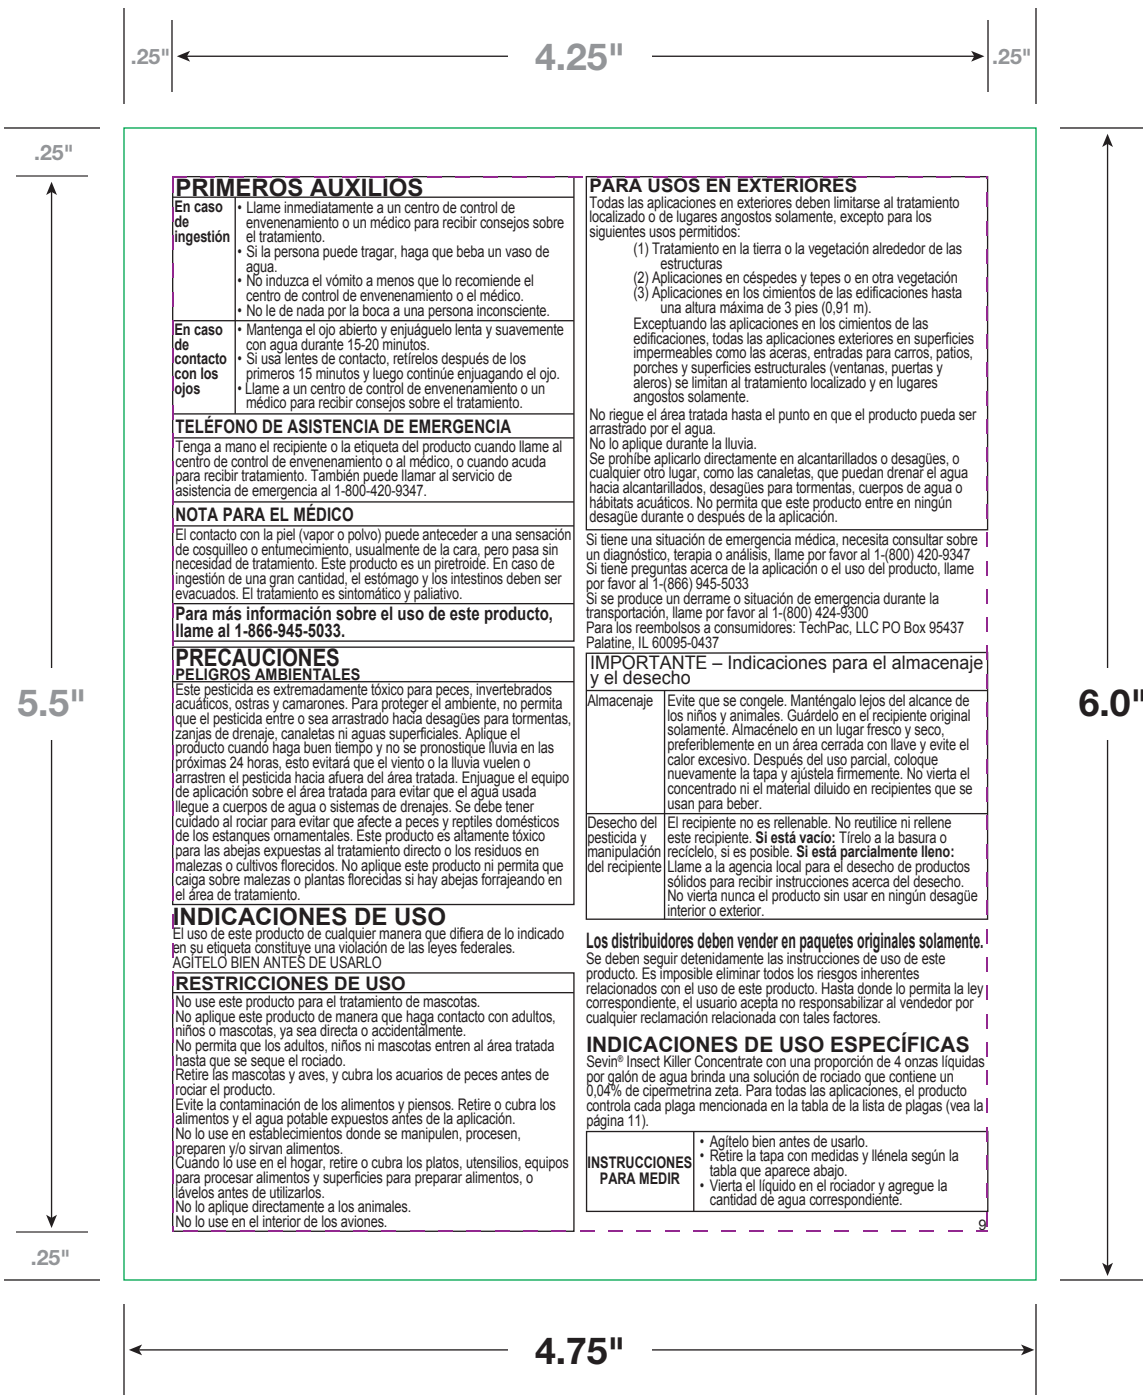 .25"
4.25"
.25"
.25"
5.5"
.25"
6.0"
4.75"
PRIMEROS AUXILIOS
En caso
de
ingestión
• Llame inmediatamente a un centro de control de
envenenamiento o un médico para recibir consejos sobre
el tratamiento.
• Si la persona puede tragar, haga que beba un vaso de
agua.
• No induzca el vómito a menos que lo recomiende el
centro de control de envenenamiento o el médico.
• No le de nada por la boca a una persona inconsciente.
En caso
de
contacto
con los
ojos
• Mantenga el ojo abierto y enjuáguelo lenta y suavemente
con agua durante 15-20 minutos.
• Si usa lentes de contacto, retírelos después de los
primeros 15 minutos y luego continúe enjuagando el ojo.
• Llame a un centro de control de envenenamiento o un
médico para recibir consejos sobre el tratamiento.
TELÉFONO DE ASISTENCIA DE EMERGENCIA
Tenga a mano el recipiente o la etiqueta del producto cuando llame al
centro de control de envenenamiento o al médico, o cuando acuda
para recibir tratamiento. También puede llamar al servicio de
asistencia de emergencia al 1-800-420-9347.
NOTA PARA EL MÉDICO
El contacto con la piel (vapor o polvo) puede anteceder a una sensación
de cosquilleo o entumecimiento, usualmente de la cara, pero pasa sin
necesidad de tratamiento. Este producto es un piretroide. En caso de
ingestión de una gran cantidad, el estómago y los intestinos deben ser
evacuados. El tratamiento es sintomático y paliativo.
Para más información sobre el uso de este producto,
llame al 1-866-945-5033.
PRECAUCIONES
PELIGROS AMBIENTALES
Este pesticida es extremadamente tóxico para peces, invertebrados
acuáticos, ostras y camarones. Para proteger el ambiente, no permita
que el pesticida entre o sea arrastrado hacia desagües para tormentas,
zanjas de drenaje, canaletas ni aguas superficiales. Aplique el
producto cuando haga buen tiempo y no se pronostique lluvia en las
próximas 24 horas, esto evitará que el viento o la lluvia vuelen o
arrastren el pesticida hacia afuera del área tratada. Enjuague el equipo
de aplicación sobre el área tratada para evitar que el agua usada
llegue a cuerpos de agua o sistemas de drenajes. Se debe tener
cuidado al rociar para evitar que afecte a peces y reptiles domésticos
de los estanques ornamentales. Este producto es altamente tóxico
para las abejas expuestas al tratamiento directo o los residuos en
malezas o cultivos florecidos. No aplique este producto ni permita que
caiga sobre malezas o plantas florecidas si hay abejas forrajeando en
el área de tratamiento.
INDICACIONES DE USO
El uso de este producto de cualquier manera que difiera de lo indicado
en su etiqueta constituye una violación de las leyes federales.
AGÍTELO BIEN ANTES DE USARLO
RESTRICCIONES DE USO
No use este producto para el tratamiento de mascotas.
No aplique este producto de manera que haga contacto con adultos,
niños o mascotas, ya sea directa o accidentalmente.
No permita que los adultos, niños ni mascotas entren al área tratada
hasta que se seque el rociado.
Retire las mascotas y aves, y cubra los acuarios de peces antes de
rociar el producto.
Evite la contaminación de los alimentos y piensos. Retire o cubra los
alimentos y el agua potable expuestos antes de la aplicación.
No lo use en establecimientos donde se manipulen, procesen,
preparen y/o sirvan alimentos.
Cuando lo use en el hogar, retire o cubra los platos, utensilios, equipos
para procesar alimentos y superficies para preparar alimentos, o
lávelos antes de utilizarlos.
No lo aplique directamente a los animales.
No lo use en el interior de los aviones.
PARA USOS EN EXTERIORES
Todas las aplicaciones en exteriores deben limitarse al tratamiento
localizado o de lugares angostos solamente, excepto para los
siguientes usos permitidos:
(1) Tratamiento en la tierra o la vegetación alrededor de las
estructuras
(2) Aplicaciones en céspedes y tepes o en otra vegetación
(3) Aplicaciones en los cimientos de las edificaciones hasta
una altura máxima de 3 pies (0,91 m).
Exceptuando las aplicaciones en los cimientos de las
edificaciones, todas las aplicaciones exteriores en superficies
impermeables como las aceras, entradas para carros, patios,
porches y superficies estructurales (ventanas, puertas y
aleros) se limitan al tratamiento localizado y en lugares
angostos solamente.
No riegue el área tratada hasta el punto en que el producto pueda ser
arrastrado por el agua.
No lo aplique durante la lluvia.
Se prohíbe aplicarlo directamente en alcantarillados o desagües, o
cualquier otro lugar, como las canaletas, que puedan drenar el agua
hacia alcantarillados, desagües para tormentas, cuerpos de agua o
hábitats acuáticos. No permita que este producto entre en ningún
desagüe durante o después de la aplicación.
Si tiene una situación de emergencia médica, necesita consultar sobre
un diagnóstico, terapia o análisis, llame por favor al 1-(800) 420-9347
Si tiene preguntas acerca de la aplicación o el uso del producto, llame
por favor al 1-(866) 945-5033
Si se produce un derrame o situación de emergencia durante la
transportación, llame por favor al 1-(800) 424-9300
Para los reembolsos a consumidores: TechPac, LLC PO Box 95437
Palatine, IL 60095-0437
IMPORTANTE – Indicaciones para el almacenaje
y el desecho
Almacenaje
Evite que se congele. Manténgalo lejos del alcance de
los niños y animales. Guárdelo en el recipiente original
solamente. Almacénelo en un lugar fresco y seco,
preferiblemente en un área cerrada con llave y evite el
calor excesivo. Después del uso parcial, coloque
nuevamente la tapa y ajústela firmemente. No vierta el
concentrado ni el material diluido en recipientes que se
usan para beber.
Desecho del
pesticida y
manipulación
del recipiente
El recipiente no es rellenable. No reutilice ni rellene
este recipiente. Si está vacío: Tírelo a la basura o
recíclelo, si es posible. Si está parcialmente lleno:
Llame a la agencia local para el desecho de productos
sólidos para recibir instrucciones acerca del desecho.
No vierta nunca el producto sin usar en ningún desagüe
interior o exterior.
Los distribuidores deben vender en paquetes originales solamente.
Se deben seguir detenidamente las instrucciones de uso de este
producto. Es imposible eliminar todos los riesgos inherentes
relacionados con el uso de este producto. Hasta donde lo permita la ley
correspondiente, el usuario acepta no responsabilizar al vendedor por
cualquier reclamación relacionada con tales factores.
INDICACIONES DE USO ESPECÍFICAS
Sevin® Insect Killer Concentrate con una proporción de 4 onzas líquidas
por galón de agua brinda una solución de rociado que contiene un
0,04% de cipermetrina zeta. Para todas las aplicaciones, el producto
controla cada plaga mencionada en la tabla de la lista de plagas (vea la
página 11).
INSTRUCCIONES
PARA MEDIR
• Agítelo bien antes de usarlo.
• Retire la tapa con medidas y llénela según la
tabla que aparece abajo.
• Vierta el líquido en el rociador y agregue la
cantidad de agua correspondiente.
9